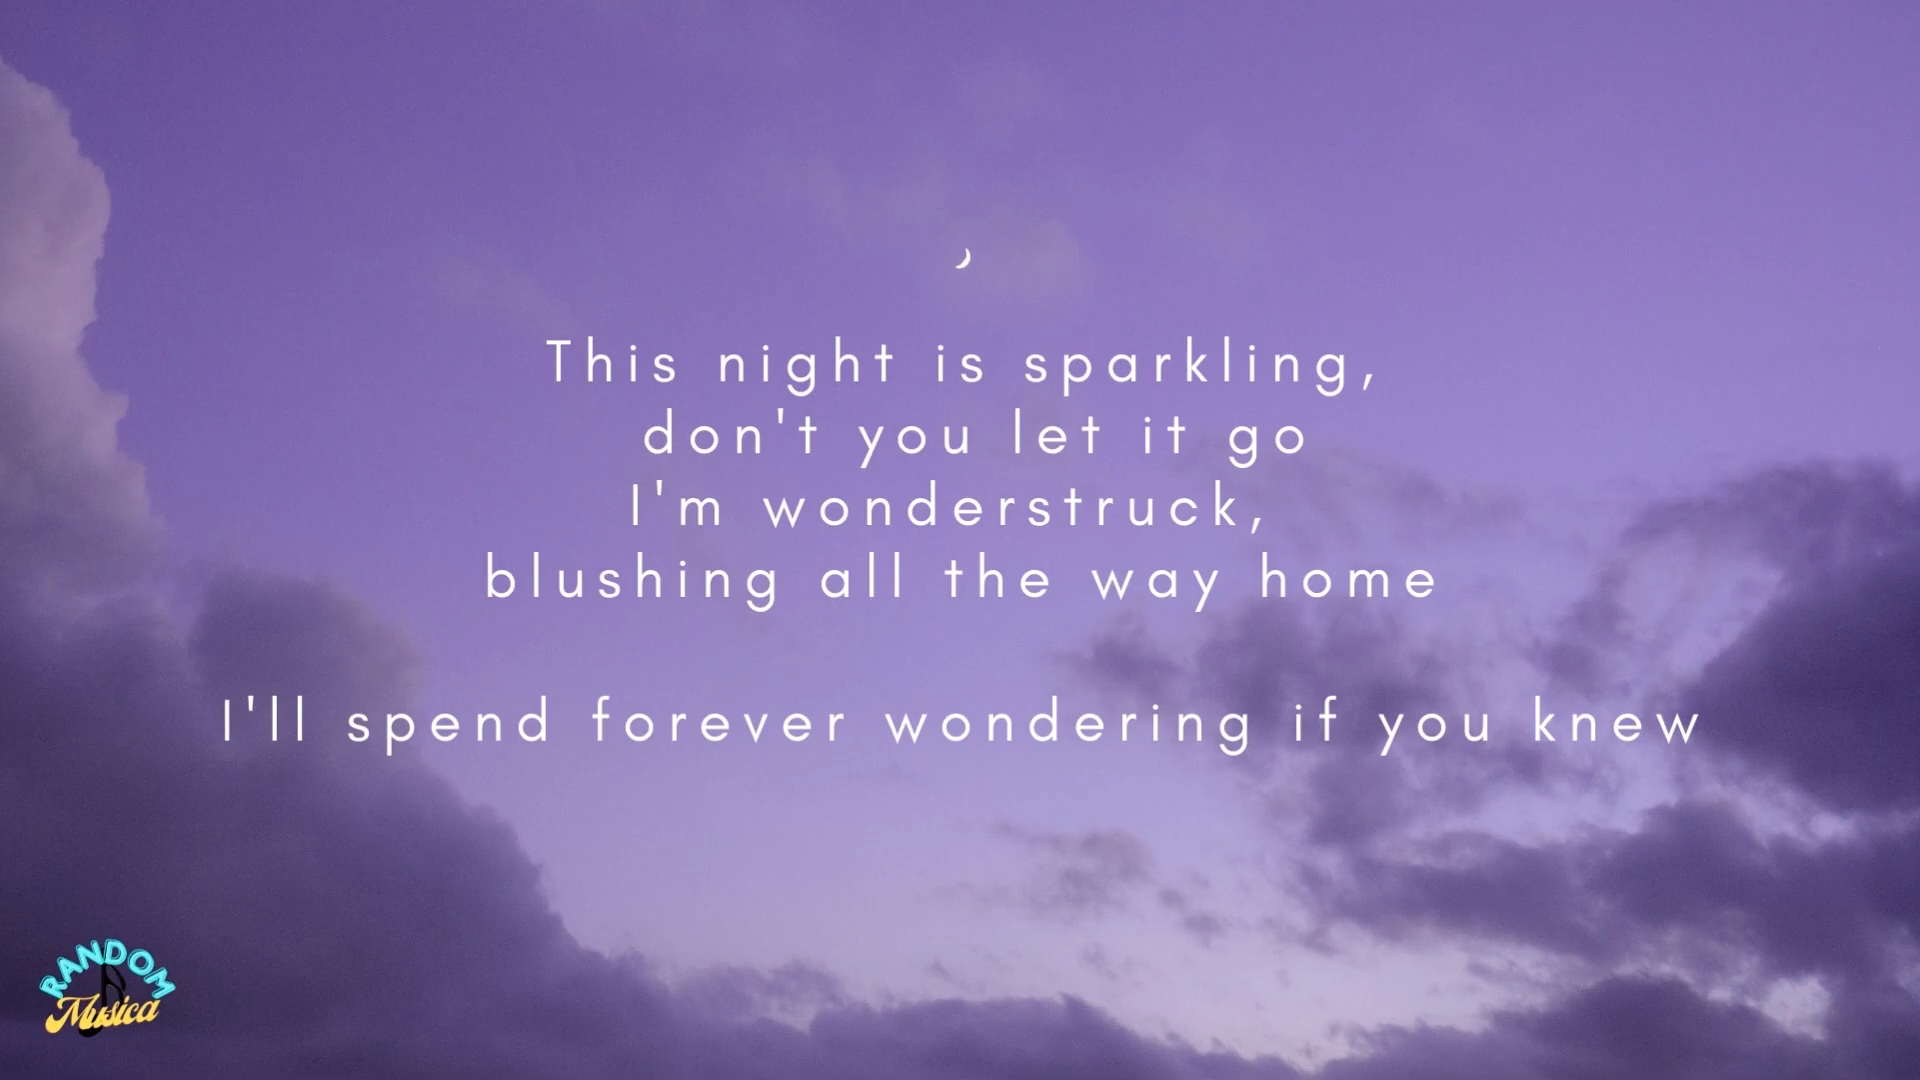 This night is sparkling,
don't you let it go
I'm wonderstruck,
blushing all the way home
I'll spend forever wondering if you knew
RANDOM
Musica